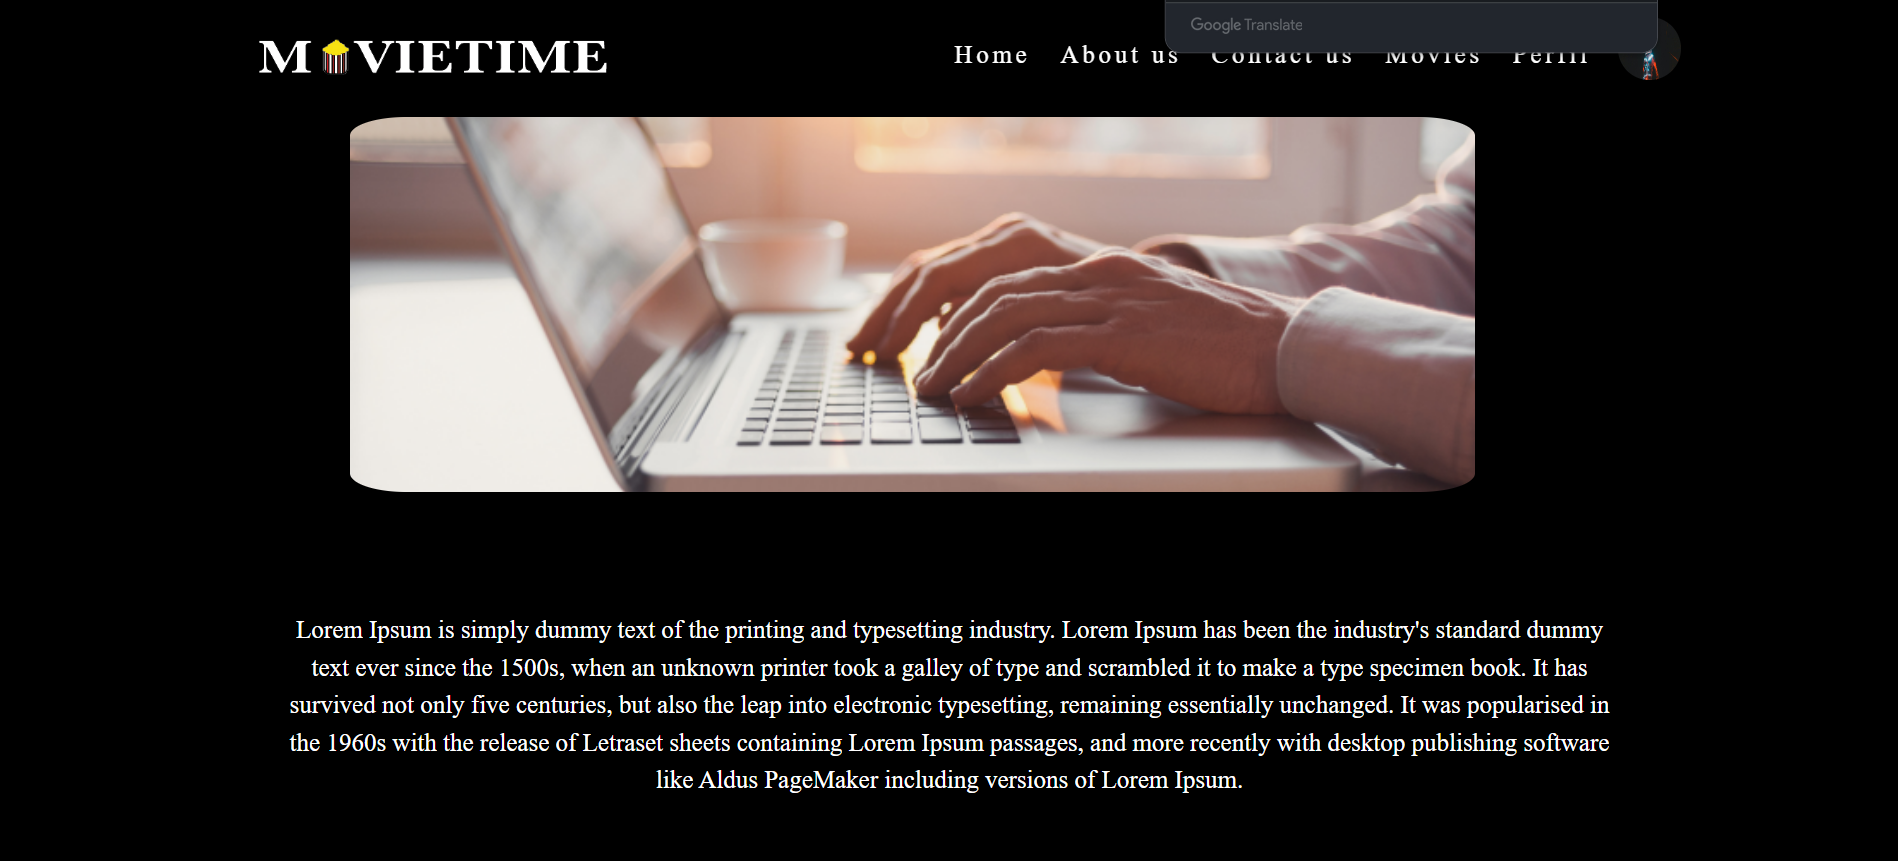 Google Translate
MOVIETIME
Home About us Contact us Movies Perfil
Lorem Ipsum is simply dummy text of the printing and typesetting industry. Lorem Ipsum has been the industry's standard dummy
text ever since the 1500s, when an unknown printer took a galley of type and scrambled it to make a type specimen book. It has
survived not only five centuries, but also the leap into electronic typesetting, remaining essentially unchanged. It was popularised in
the 1960s with the release of Letraset sheets containing Lorem Ipsum passages, and more recently with desktop publishing software
like Aldus PageMaker including versions of Lorem Ipsum.